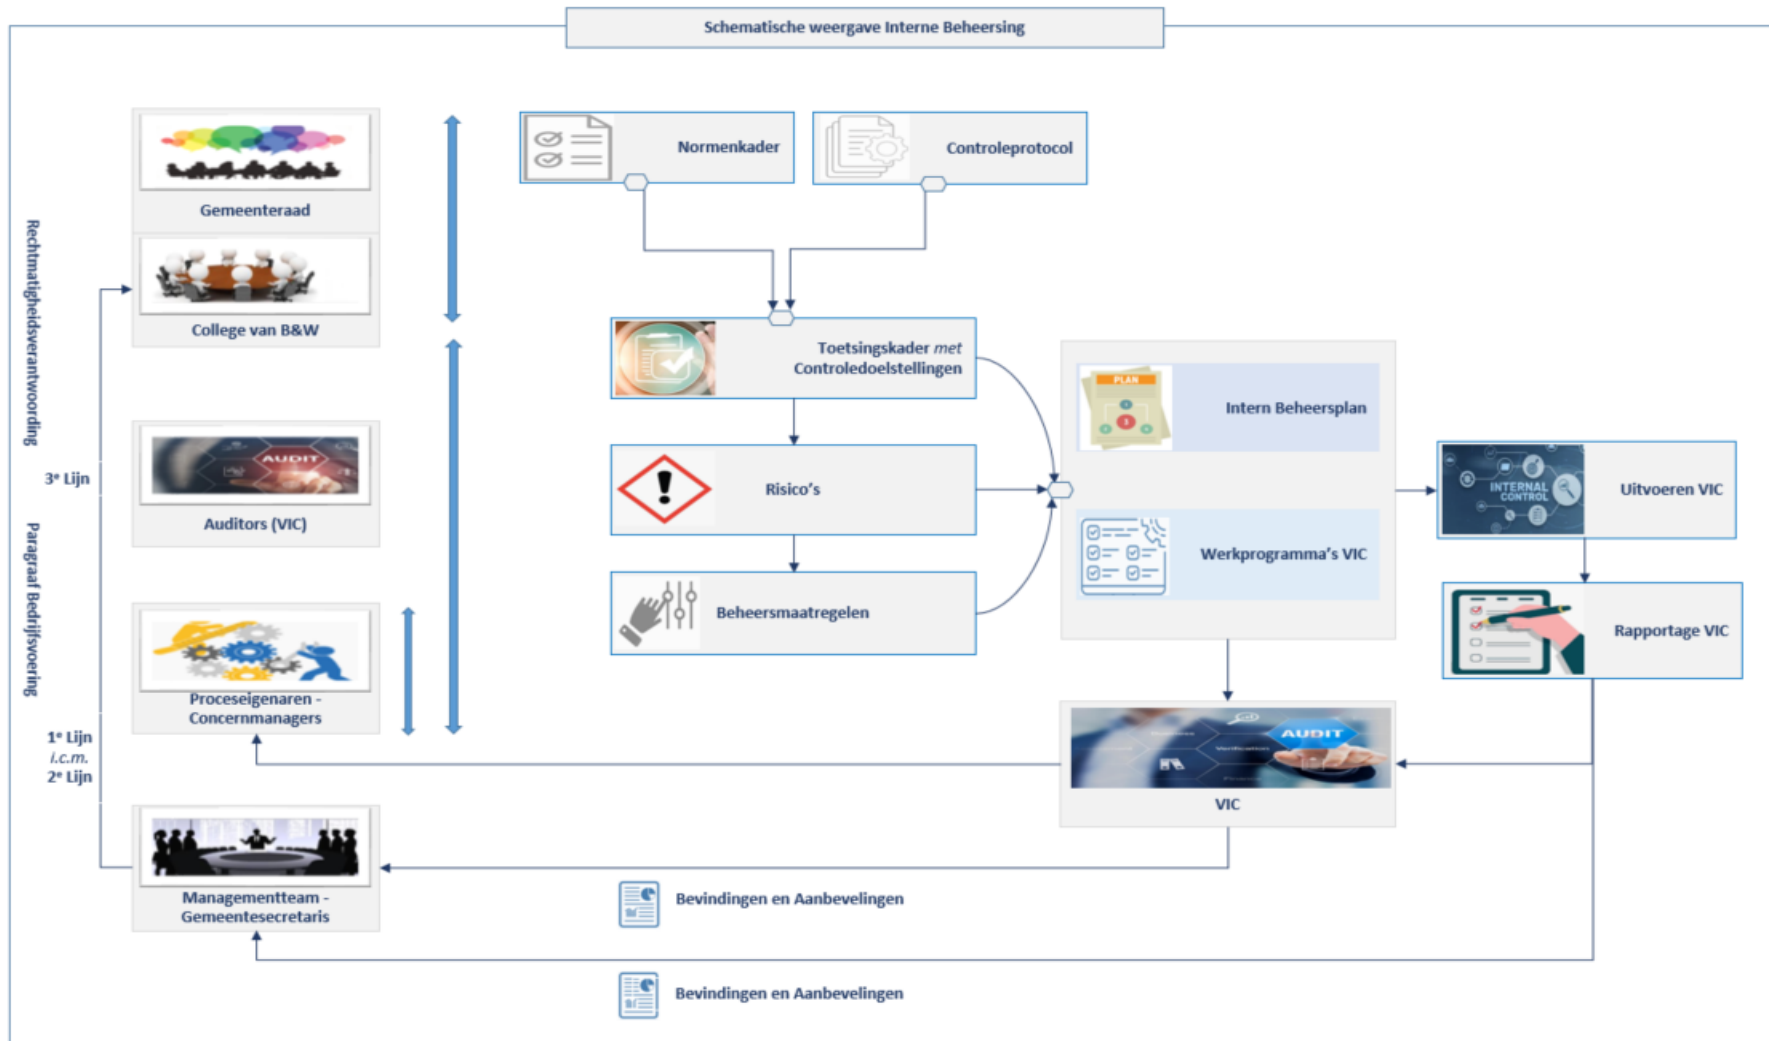 Schematische weergave Interne Beheersing
Gemeenteraad
College van B&W
Rechtmatigheidsverantwoording
3e Lijn
AUDIT
Auditors (VIC)
Paragraaf Bedrijfsvoering
Proceseigenaren -
Concernmanagers
1e Lijn
i.c.m.
2e Lijn
Managementteam -
Gemeentesecretaris
Normenkader
Controleprotocol
Toetsingskader met
Controledoelstellingen
Risico's
Beheersmaatregelen
PLAN
Intern Beheersplan
Werkprogramma's VIC
INTERNAL
CONTROL
Uitvoeren VIC
Rapportage VIC
AUDIT
Verification
VIC
Bevindingen en Aanbevelingen
Bevindingen en Aanbevelingen